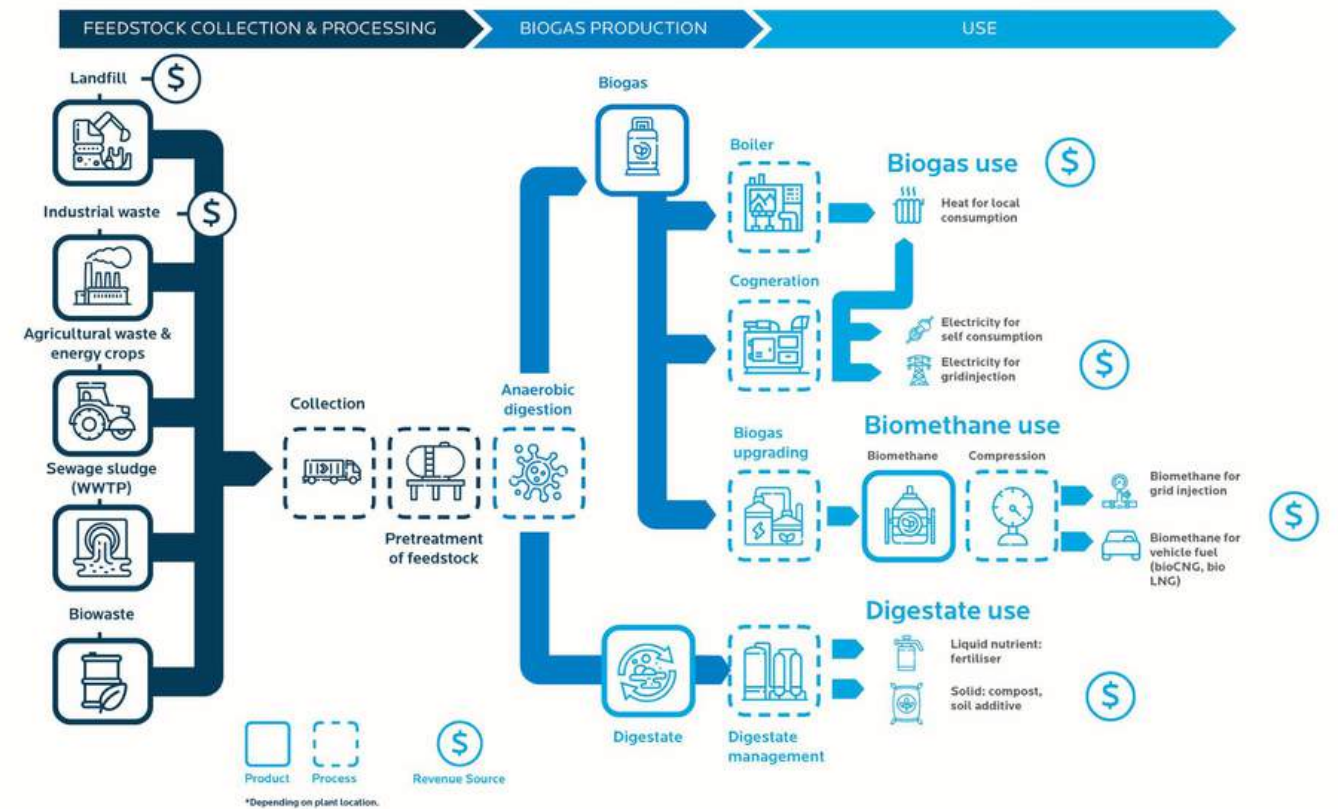 FEEDSTOCK COLLECTION & PROCESSING
BIOGAS PRODUCTION
USE
Landfill
$
Industrial waste
$
Agricultural waste &
energy crops
Sewage sludge
(WWTP)
Biowaste
Collection
Pretreatment
of feedstock
Anaerobic
digestion
Biogas
Boiler
Biogas use
$
Heat for local
consumption
Cogneration
Electricity for
self consumption
Electricity for
gridinjection
$
Biogas
upgrading
Biomethane use
Biomethane
Compression
Biomethane for
grid injection
Biomethane for
vehicle fuel
(bioCNG, bio
LNG)
$
Digestate
Digestate
management
Digestate use
Liquid nutrient:
fertiliser
Solid: compost,
soil additive
$
Product
Process
$
Revenue Source
*Depending on plant location.